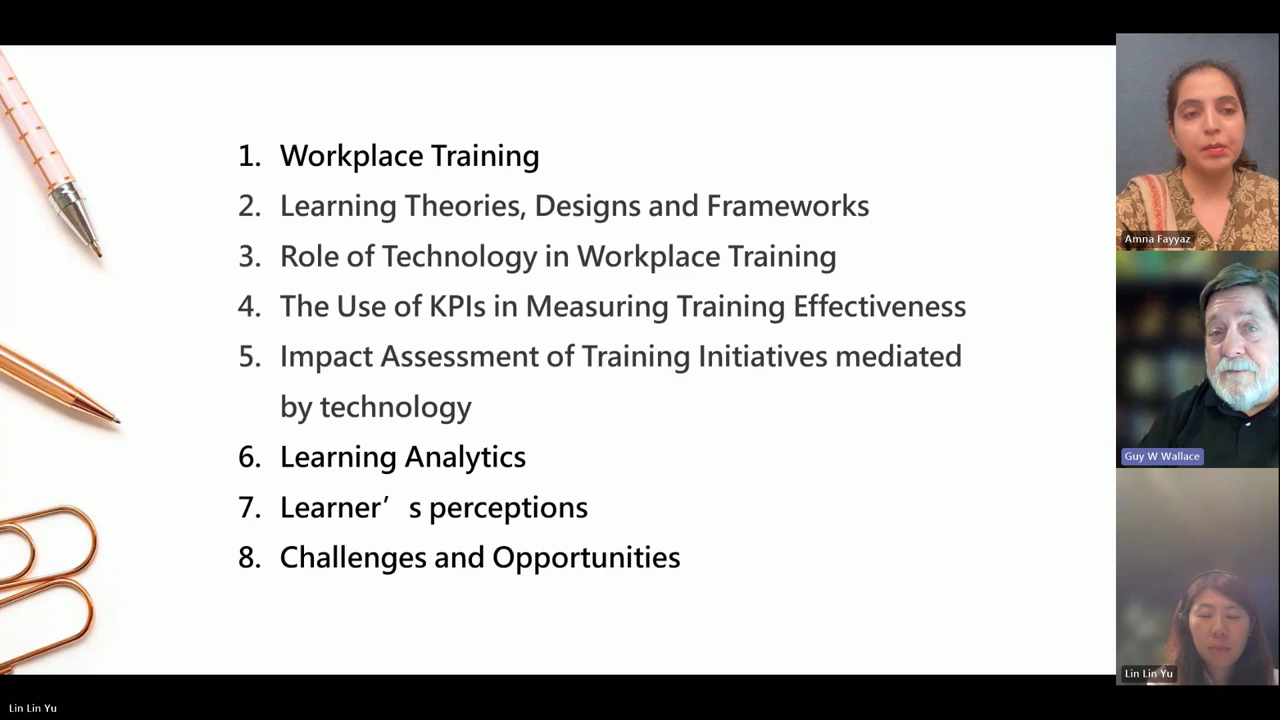 1. Workplace Training
2. Learning Theories, Designs and Frameworks
3. Role of Technology in Workplace Training
4. The Use of KPIs in Measuring Training Effectiveness
5. Impact Assessment of Training Initiatives mediated
by technology
6. Learning Analytics
7. Learner’ s perceptions
8. Challenges and Opportunities
Amna Fayyaz
Guy W Wallace
Lin Lin Yu
Lin Lin Yu